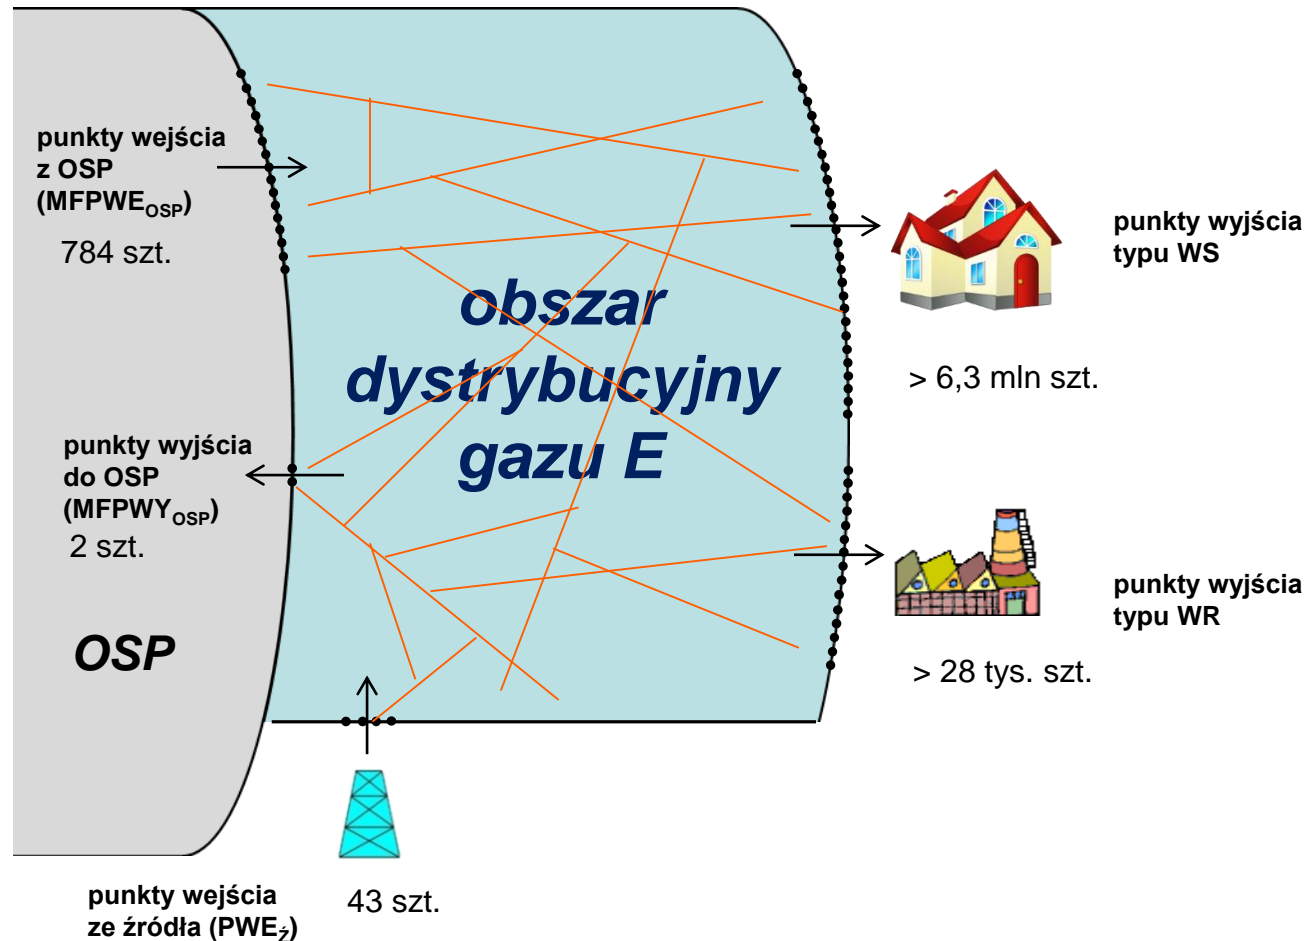 punkty wejścia
z OSP
(MFPWE_OSP)
784 szt.
punkty wyjścia
do OSP
(MFPWY_OSP)
2 szt.
OSP
obszar
dystrybucyjny
gazu E
punkty wyjścia
typu WS
> 6,3 mln szt.
punkty wyjścia
typu WR
> 28 tys. szt.
punkty wejścia
ze źródła (PWE_Ź)
43 szt.